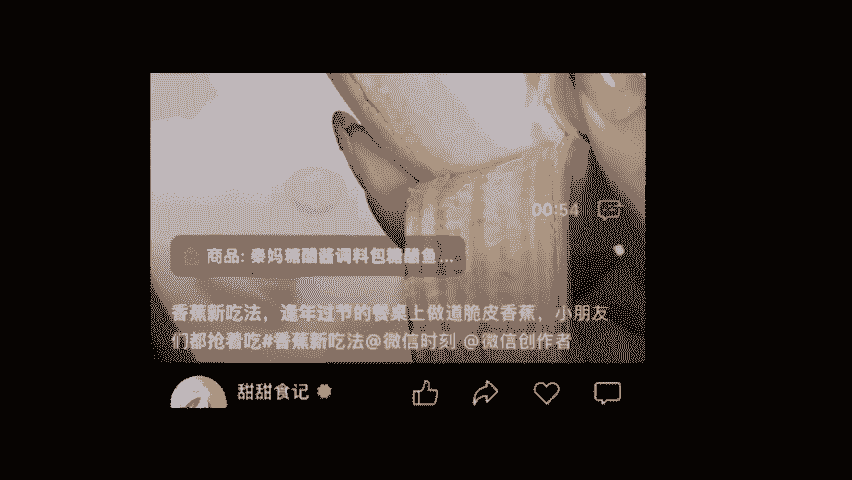 00:54
商品: 秦妈糖醋酱调料包糖醋鱼...
香蕉新吃法，逢年过节的餐桌上做道脆皮香蕉，小朋友
们都抢着吃#香蕉新吃法@微信时刻 @微信创作者
甜甜食记